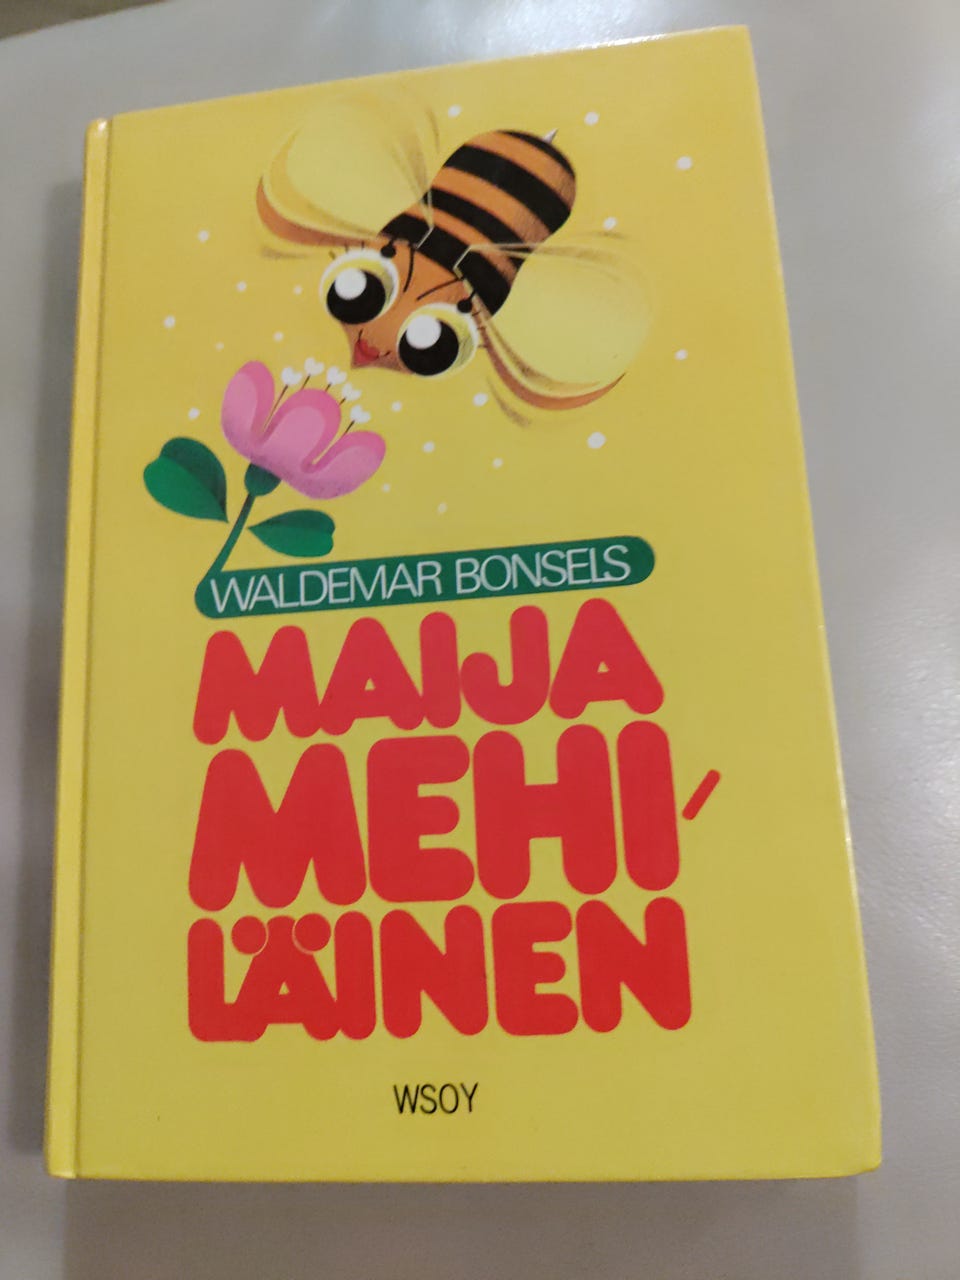 WALDEMAR BONSELS
MAIJA
MEHI-
LÄINEN
WSOY